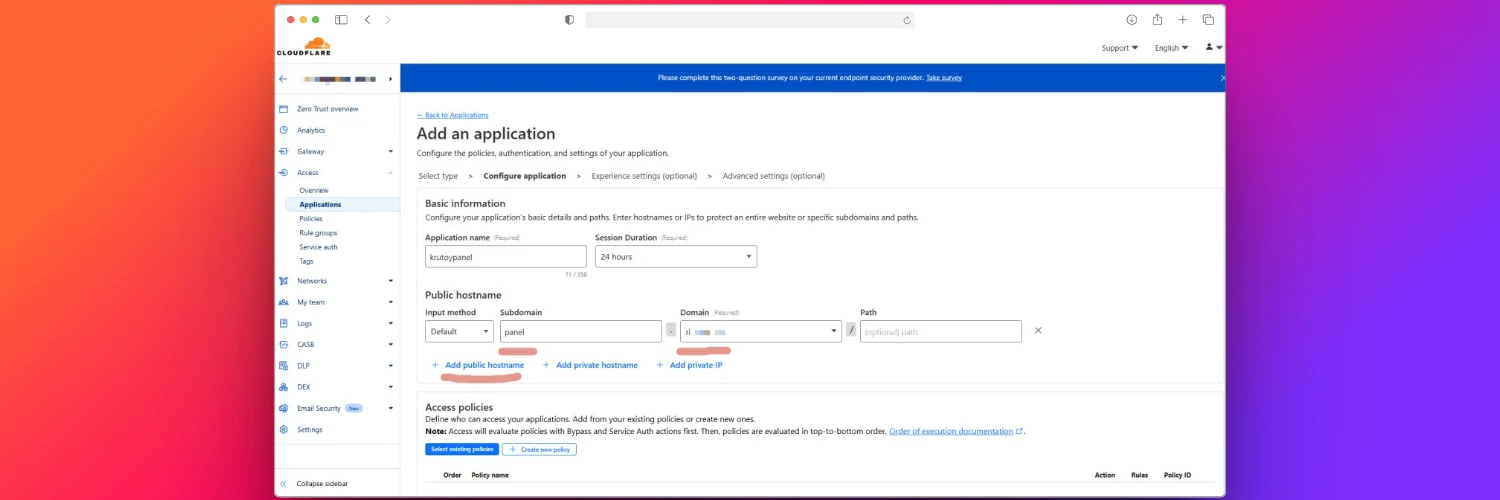 CLOUDFLARE
Support English
Please complete this two-question survey on your current endpoint security provider. Take survey
Zero Trust overview
Analytics
Gateway
Access
Overview
Applications
Policies
Rule groups
Service auth
Tags
Networks
My team
Logs
CASB
DLP
DEX
Email Security New
Settings
Collapse sidebar
← Back to Applications
Add an application
Configure the policies, authentication, and settings of your application.
Select type > Configure application > Experience settings (optional) > Advanced settings (optional)
Basic information
Configure your application's basic details and paths. Enter hostnames or IPs to protect an entire website or specific subdomains and paths.
Application name (Required) Session Duration (Required)
krutoypanel 24 hours
11 / 350
Public hostname
Input method Subdomain Domain (Required) Path
Default panel . ri / (optional) path
+ Add public hostname + Add private hostname + Add private IP
Access policies
Define who can access your applications. Add from your existing policies or create new ones.
Note: Access will evaluate policies with Bypass and Service Auth actions first. Then, policies are evaluated in top-to-bottom order. Order of execution documentation .
Select existing policies + Create new policy
Order Policy name Action Rules Policy ID